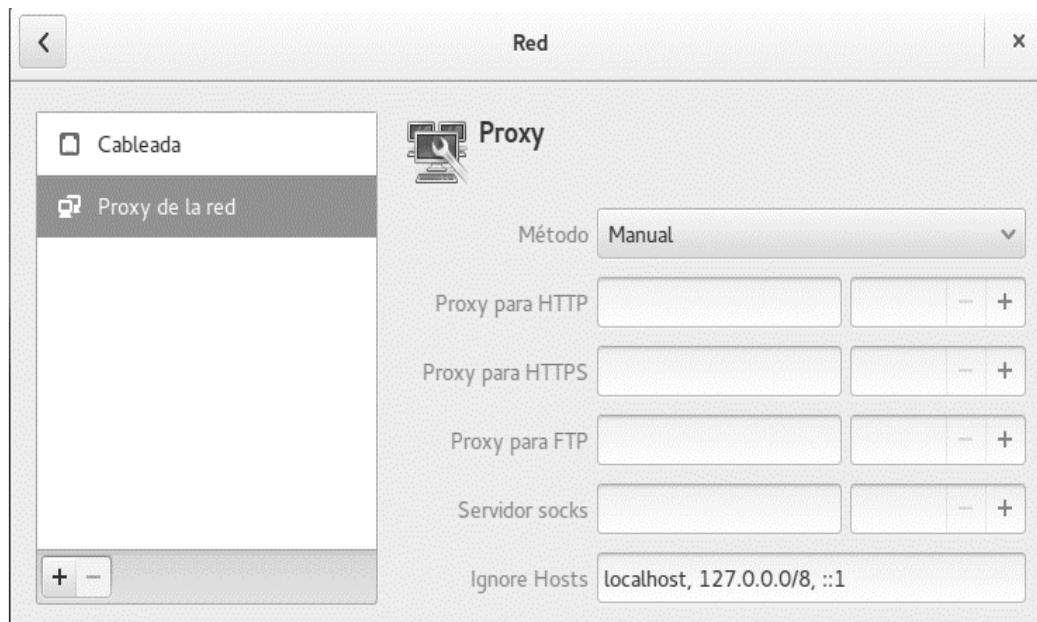 Red
Cableada
Proxy de la red
Proxy
Método Manual
Proxy para HTTP
Proxy para HTTPS
Proxy para FTP
Servidor socks
Ignore Hosts localhost, 127.0.0.0/8, ::1